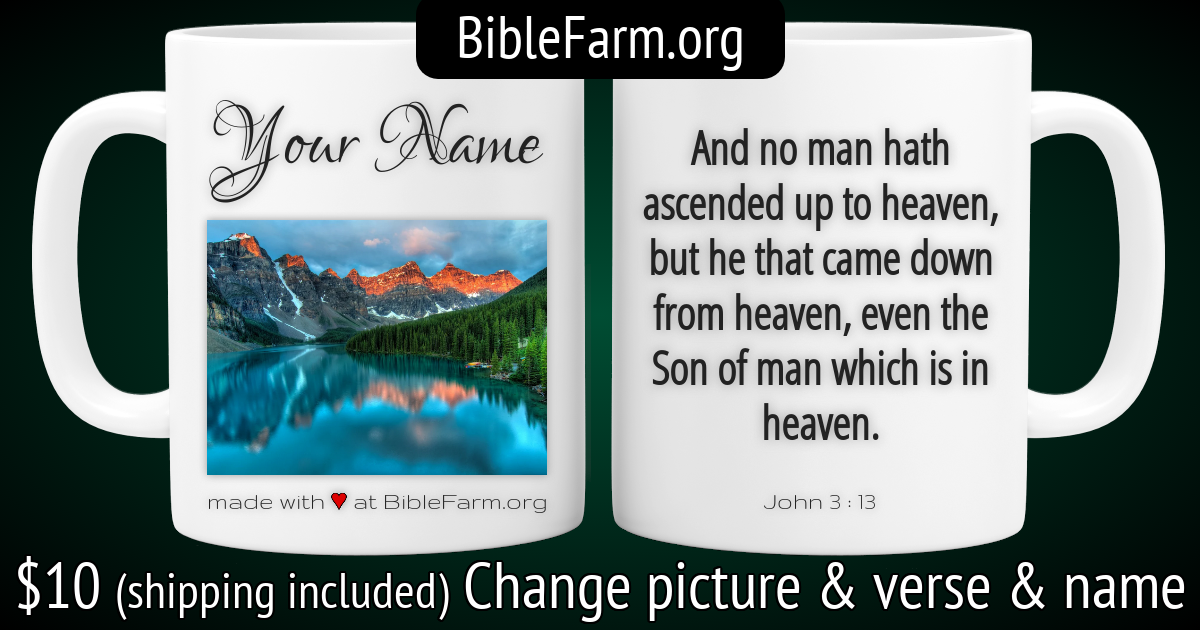 BibleFarm.org
Your Name
made with ♥ at BibleFarm.org
And no man hath
ascended up to heaven,
but he that came down
from heaven, even the
Son of man which is in
heaven.
John 3 : 13
$10 (shipping included) Change picture & verse & name